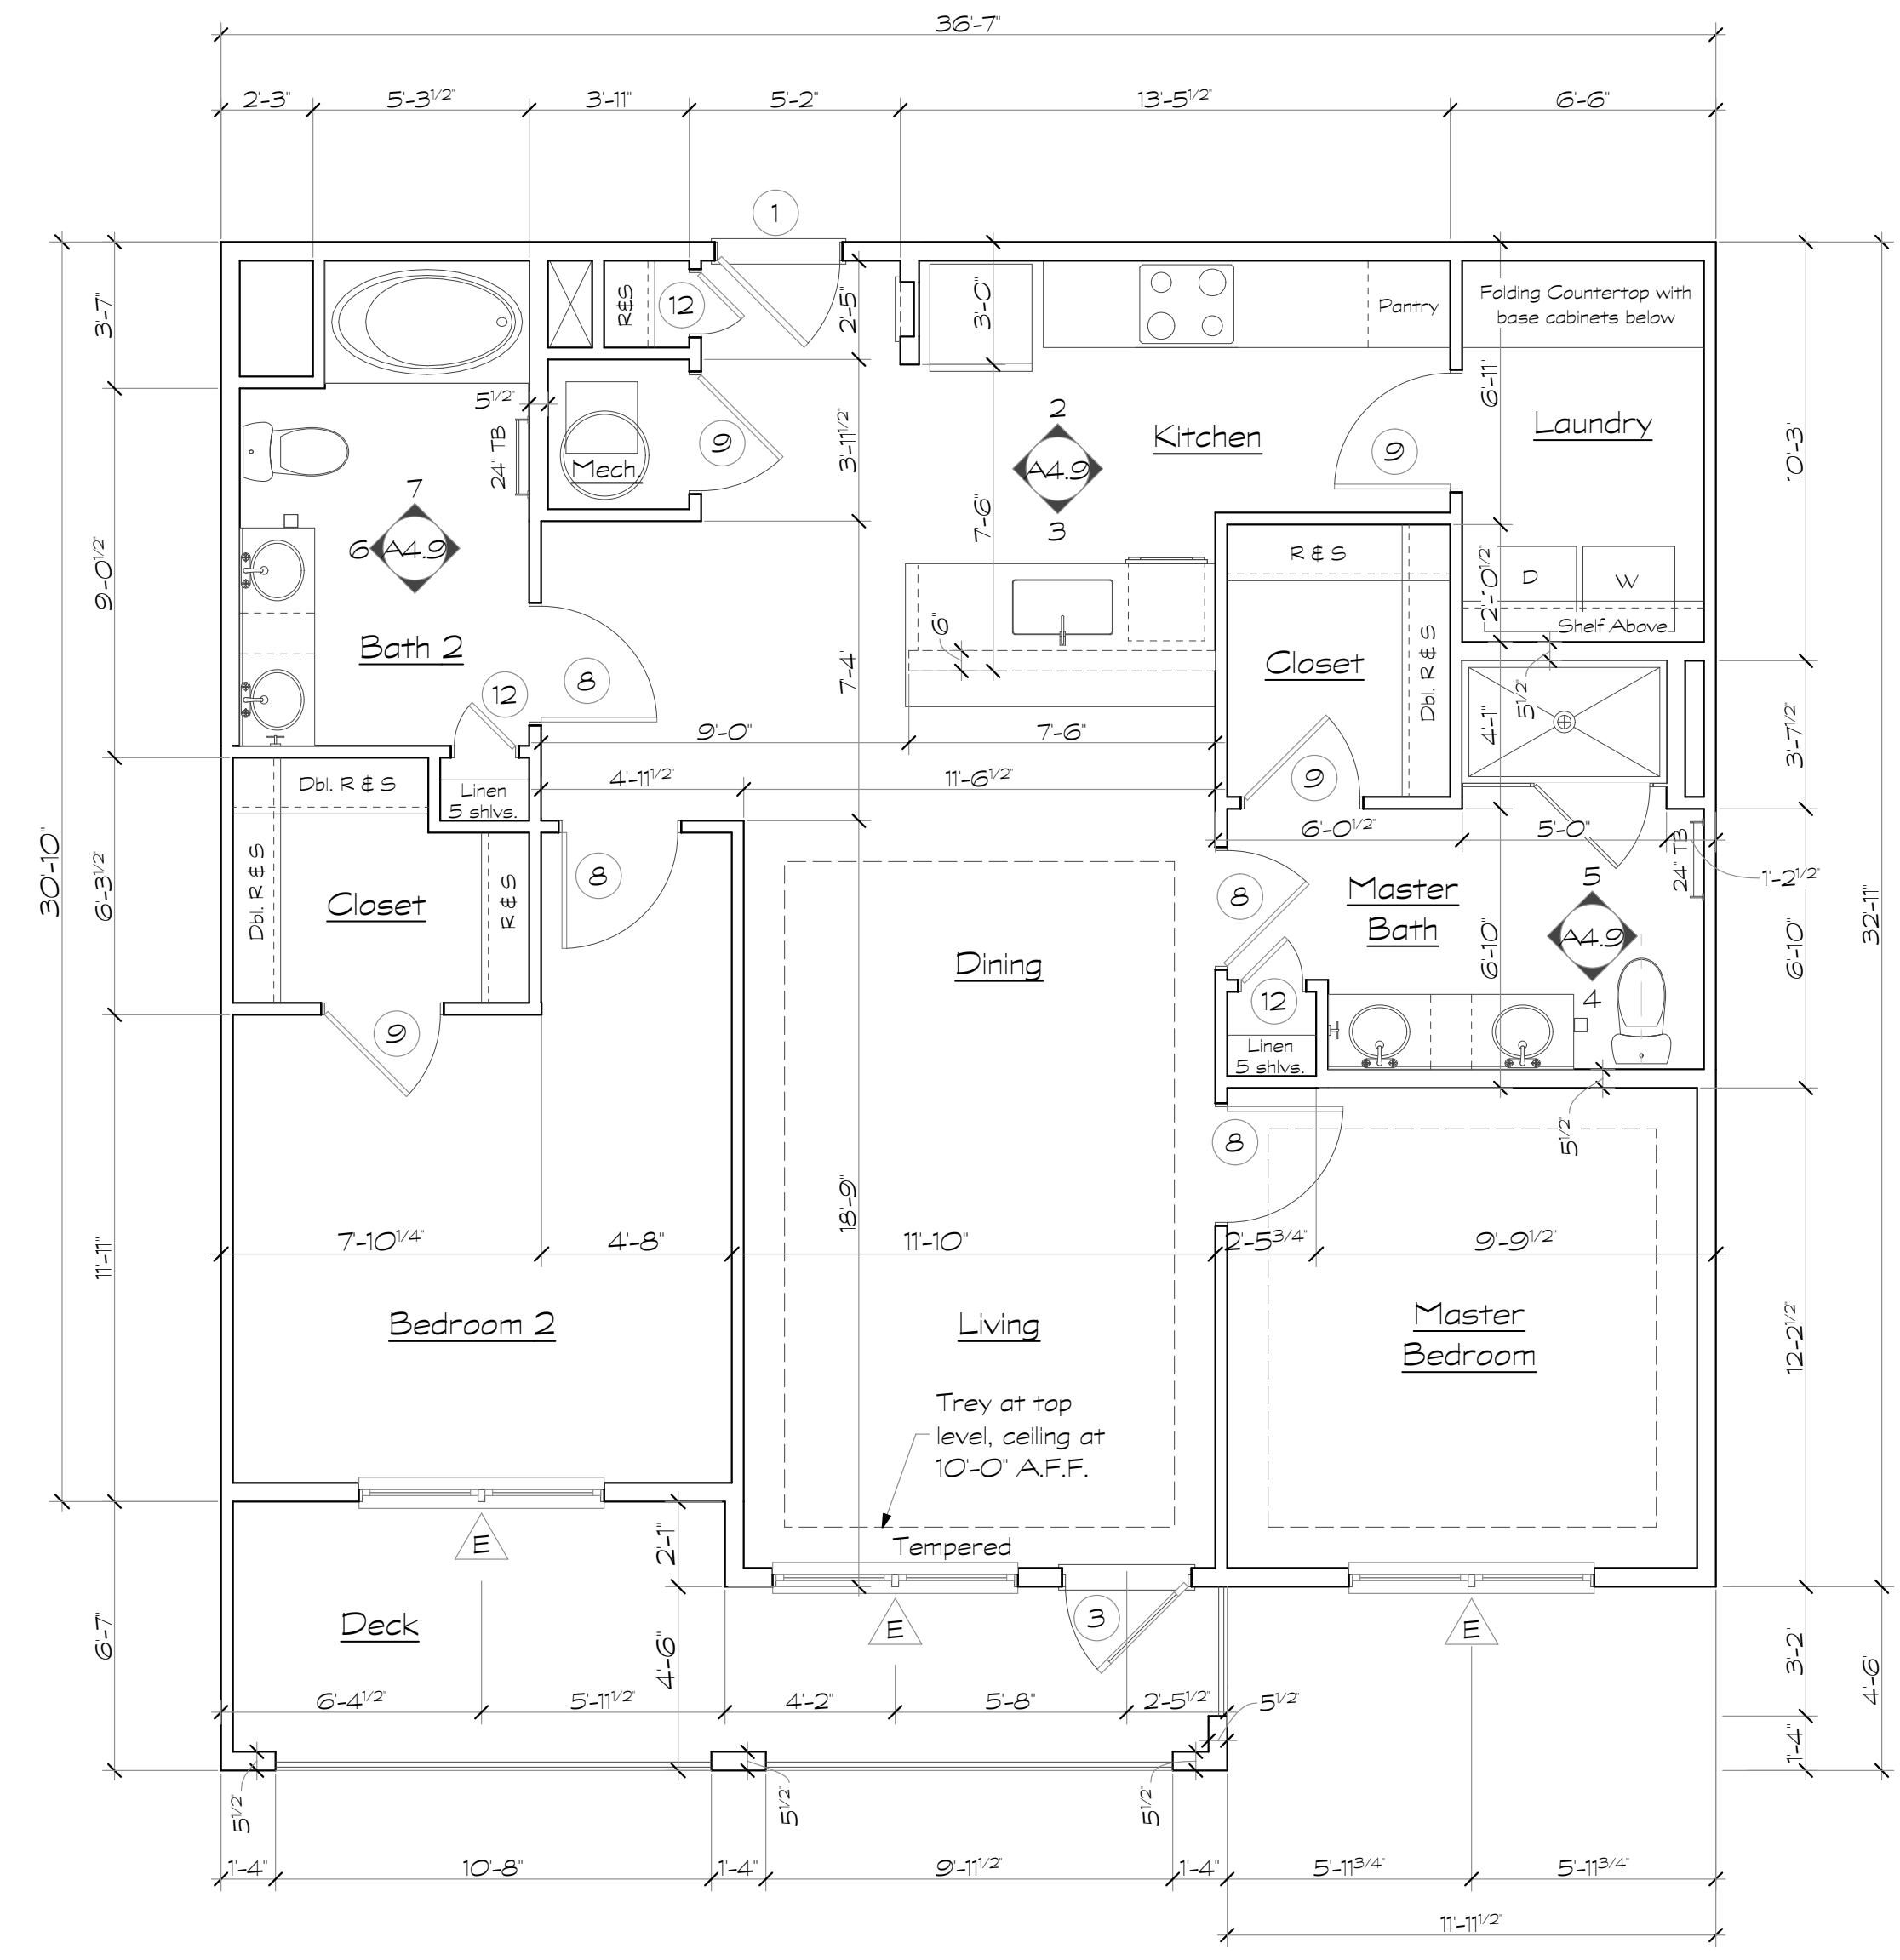 36'-7"
2'-3" 5'-3 1/2" 3'-11" 5'-2" 13'-5 1/2" 6'-6"
1
3'-7"
R&S
12
2'-5"
3'-0"
Pantry
Folding Countertop with
base cabinets below
5 1/2"
24" TB
Mech.
9
3'-11 1/2"
2
A4.9
3
Kitchen
9
6'-11"
Laundry
10'-3"
7
6 A4.9
7'-6"
R & S
D W
2'-10 1/2"
Shelf Above
9'-0 1/2"
Bath 2
12
8
7'-4"
6"
Closet
Dbl. R & S
5 1/2"
4'-1"
3'-7 1/2"
9'-0" 7'-6"
4'-11 1/2" 11'-6 1/2"
9
Dbl. R & S
Linen
5 shlvs.
6'-0 1/2" 5'-0"
24" TB
1'-2 1/2"
30'-10"
6'-3 1/2"
Dbl. R & S
Closet
R & S
8
8
Master
Bath
5
A4.9
4
6'-10"
6'-10"
32'-11"
Dining
12
Linen
5 shlvs.
9
8
5 1/2"
11'-11"
18'-9"
7'-10 1/4" 4'-8" 11'-10" 2'-5 3/4" 9'-9 1/2"
Bedroom 2
Living
Master
Bedroom
12'-2 1/2"
Trey at top
level, ceiling at
10'-0" A.F.F.
Tempered
E
2'-1"
6'-7"
Deck
4'-6"
E
3
E
3'-2"
4'-6"
6'-4 1/2" 5'-11 1/2" 4'-2" 5'-8" 2'-5 1/2" 5 1/2"
1'-4"
5 1/2" 5 1/2" 5 1/2"
1'-4" 10'-8" 1'-4" 9'-11 1/2" 1'-4" 5'-11 3/4" 5'-11 3/4"
11'-11 1/2"